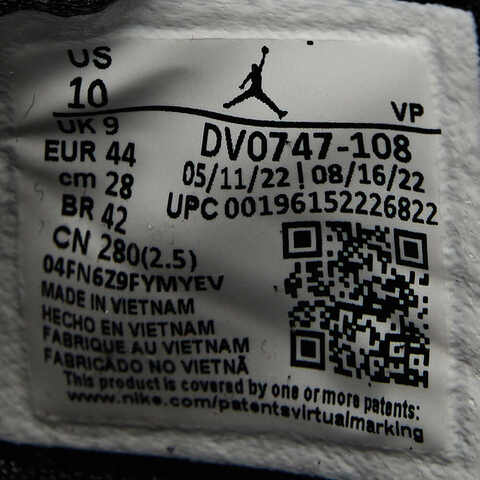 US
10
VP
UK 9
DV0747-108
EUR 44
05/11/22 | 08/16/22
cm 28
UPC 00196152226822
BR 42
CN 280(2.5)
04FN6Z9FYMYEV
MADE IN VIETNAM
HECHO EN VIETNAM
FABRIQUE AU VIETNAM
FABRICADO NO VIETNÃ
This product is covered by one or more patents:
www.nike.com/patentsvirtualmarking